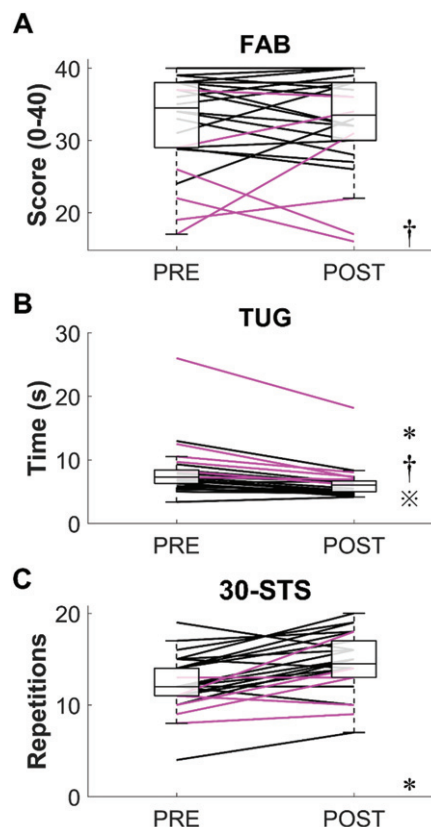 A
FAB
Score (0-40)
40
30
20
PRE POST
†
B
TUG
Time (s)
30
20
10
0
PRE POST
*
†
※
C
30-STS
Repetitions
20
10
0
PRE POST
*